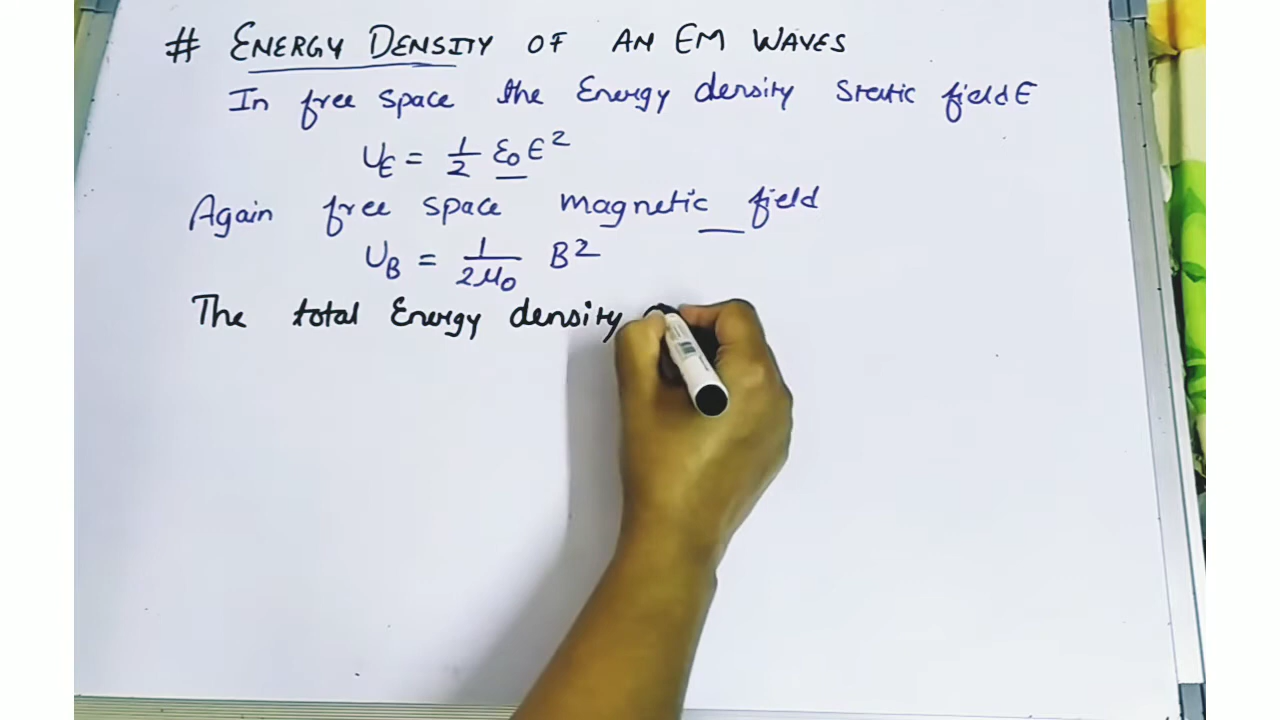 # ENERGY DENSITY OF AN EM WAVES
In free space the Energy density Static field E
U_E = 1/2 ε₀ E²
Again free space magnetic field
U_B = 1/2μ₀ B²
The total Energy density